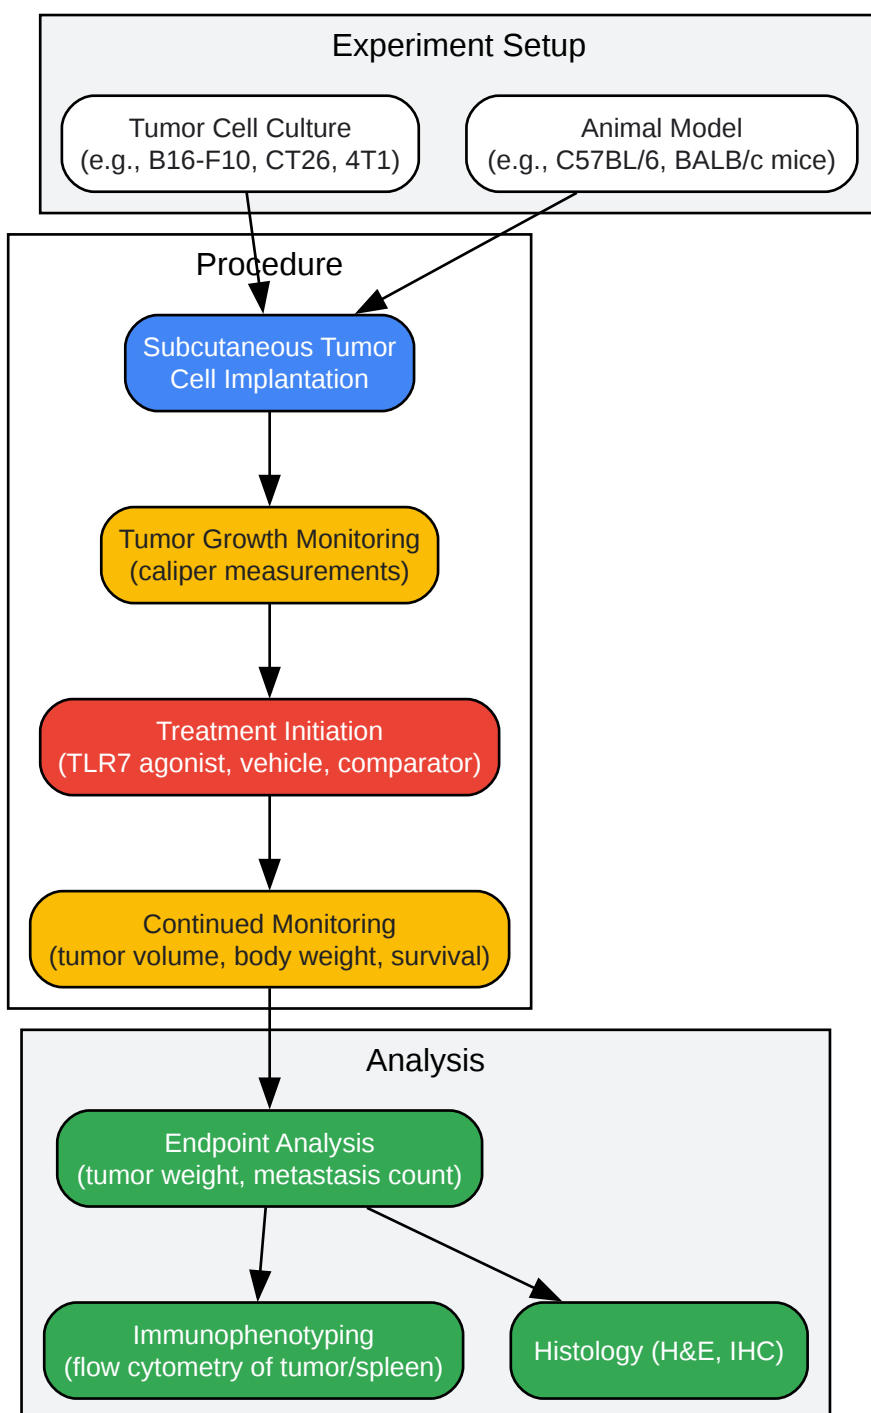 Experiment Setup
Tumor Cell Culture
(e.g., B16-F10, CT26, 4T1)
Animal Model
(e.g., C57BL/6, BALB/c mice)
Procedure
Subcutaneous Tumor
Cell Implantation
Tumor Growth Monitoring
(caliper measurements)
Treatment Initiation
(TLR7 agonist, vehicle, comparator)
Continued Monitoring
(tumor volume, body weight, survival)
Analysis
Endpoint Analysis
(tumor weight, metastasis count)
Immunophenotyping
(flow cytometry of tumor/spleen)
Histology (H&E, IHC)